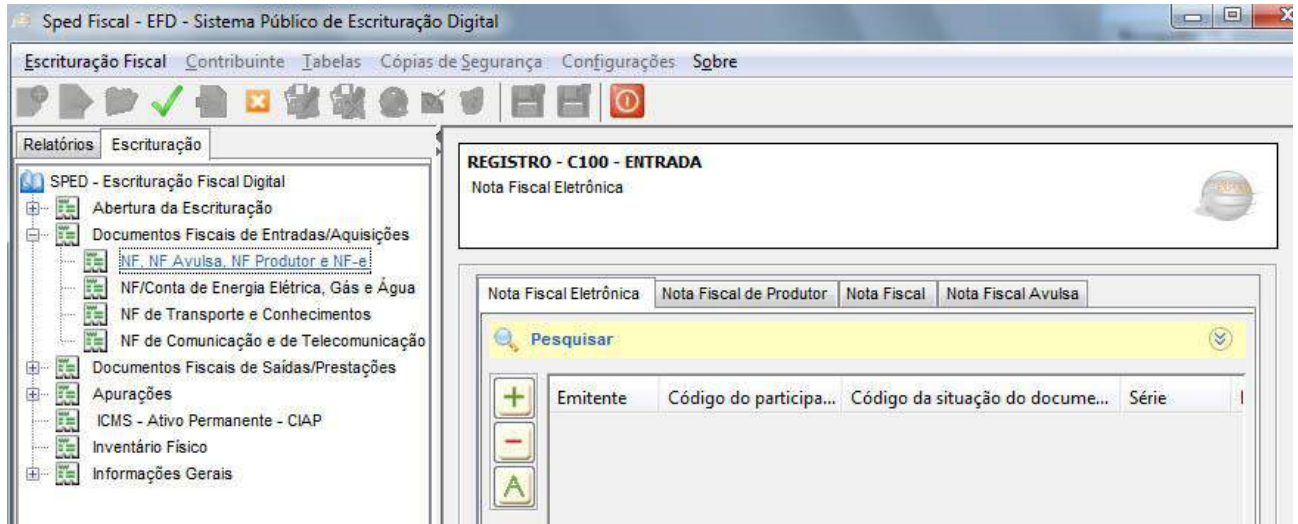 Sped Fiscal - EFD - Sistema Público de Escrituração Digital
Escrituração Fiscal Contribuinte Tabelas Cópias de Segurança Configurações Sobre
Relatórios Escrituração
SPED - Escrituração Fiscal Digital
Abertura da Escrituração
Documentos Fiscais de Entradas/Aquisições
NF, NF Avulsa, NF Produtor e NF-e
NF/Conta de Energia Elétrica, Gás e Água
NF de Transporte e Conhecimentos
NF de Comunicação e de Telecomunicação
Documentos Fiscais de Saídas/Prestações
Apurações
ICMS - Ativo Permanente - CIAP
Inventário Físico
Informações Gerais
REGISTRO - C100 - ENTRADA
Nota Fiscal Eletrônica
Nota Fiscal Eletrônica Nota Fiscal de Produtor Nota Fiscal Nota Fiscal Avulsa
Pesquisar
Emitente Código do participa... Código da situação do docume... Série
A